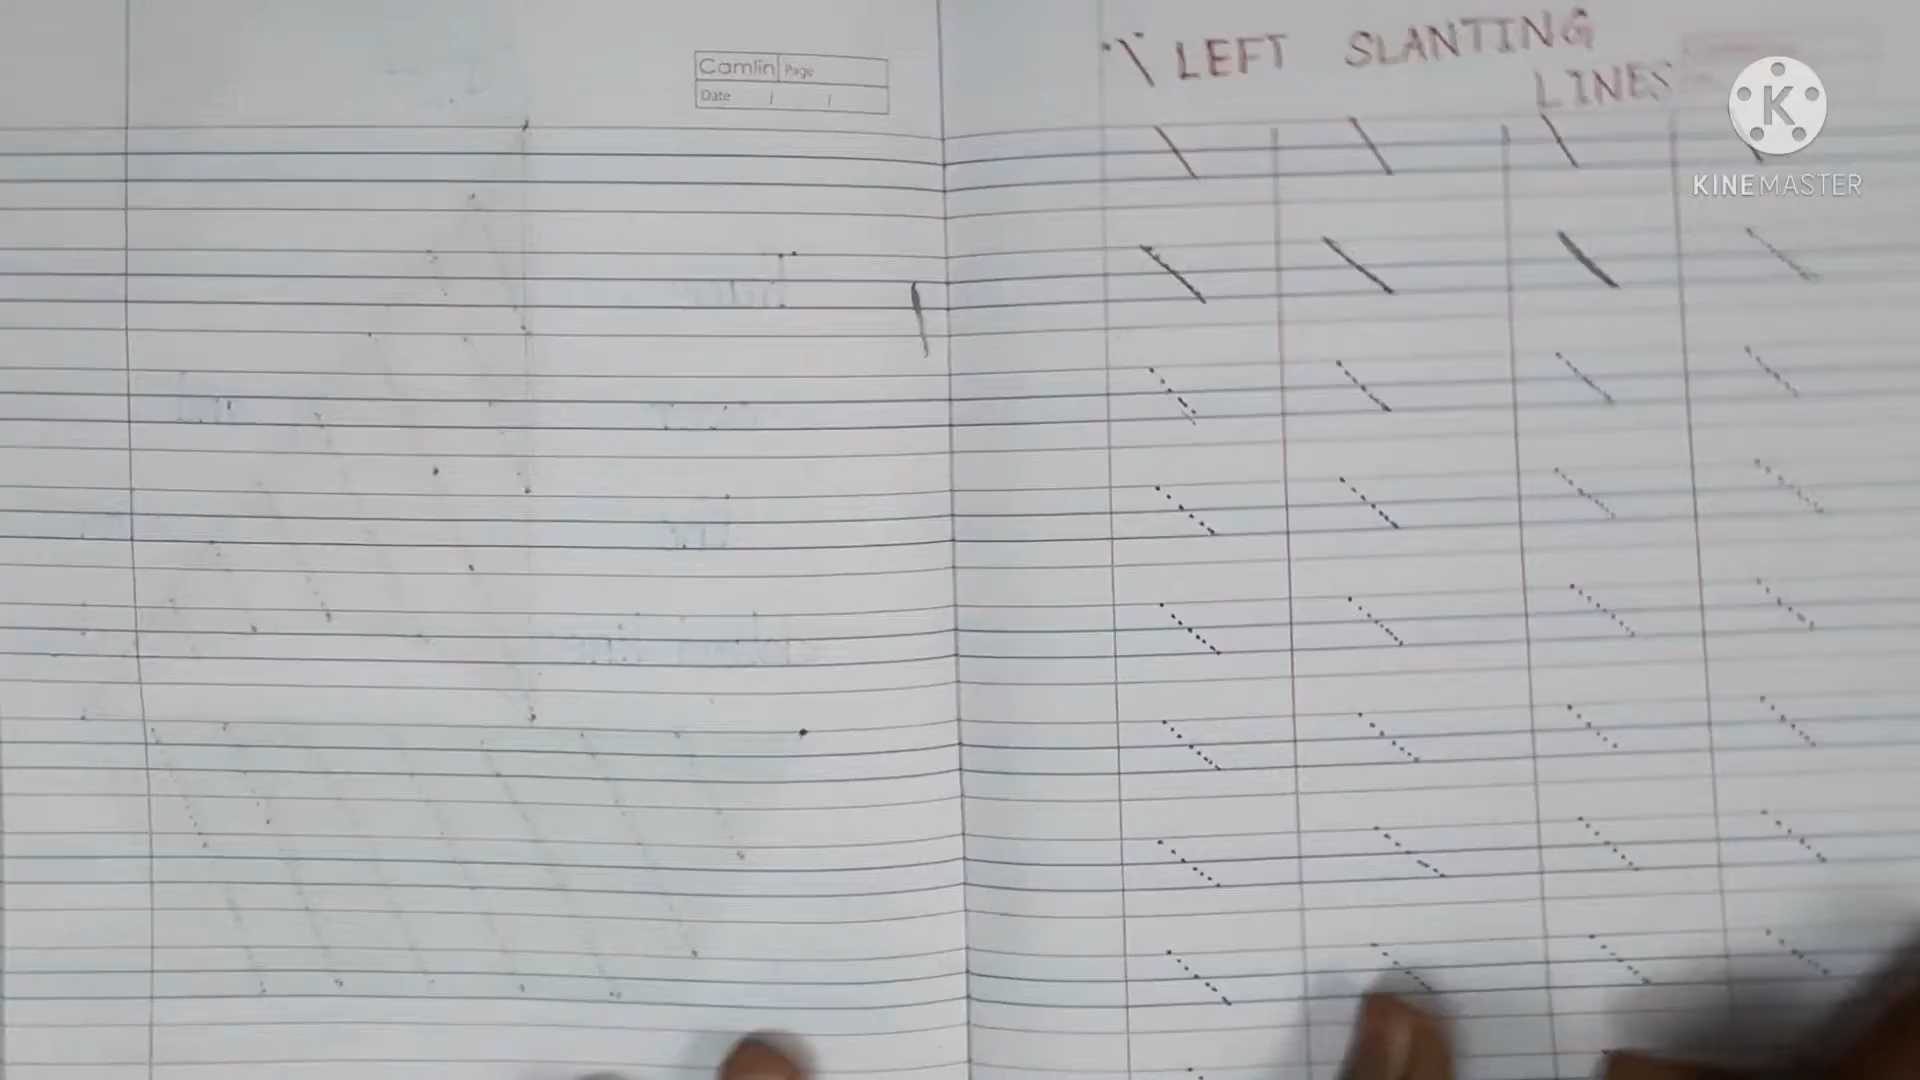 Camlin Page
Date / /
LEFT SLANTING
LINES
K
KINEMASTER